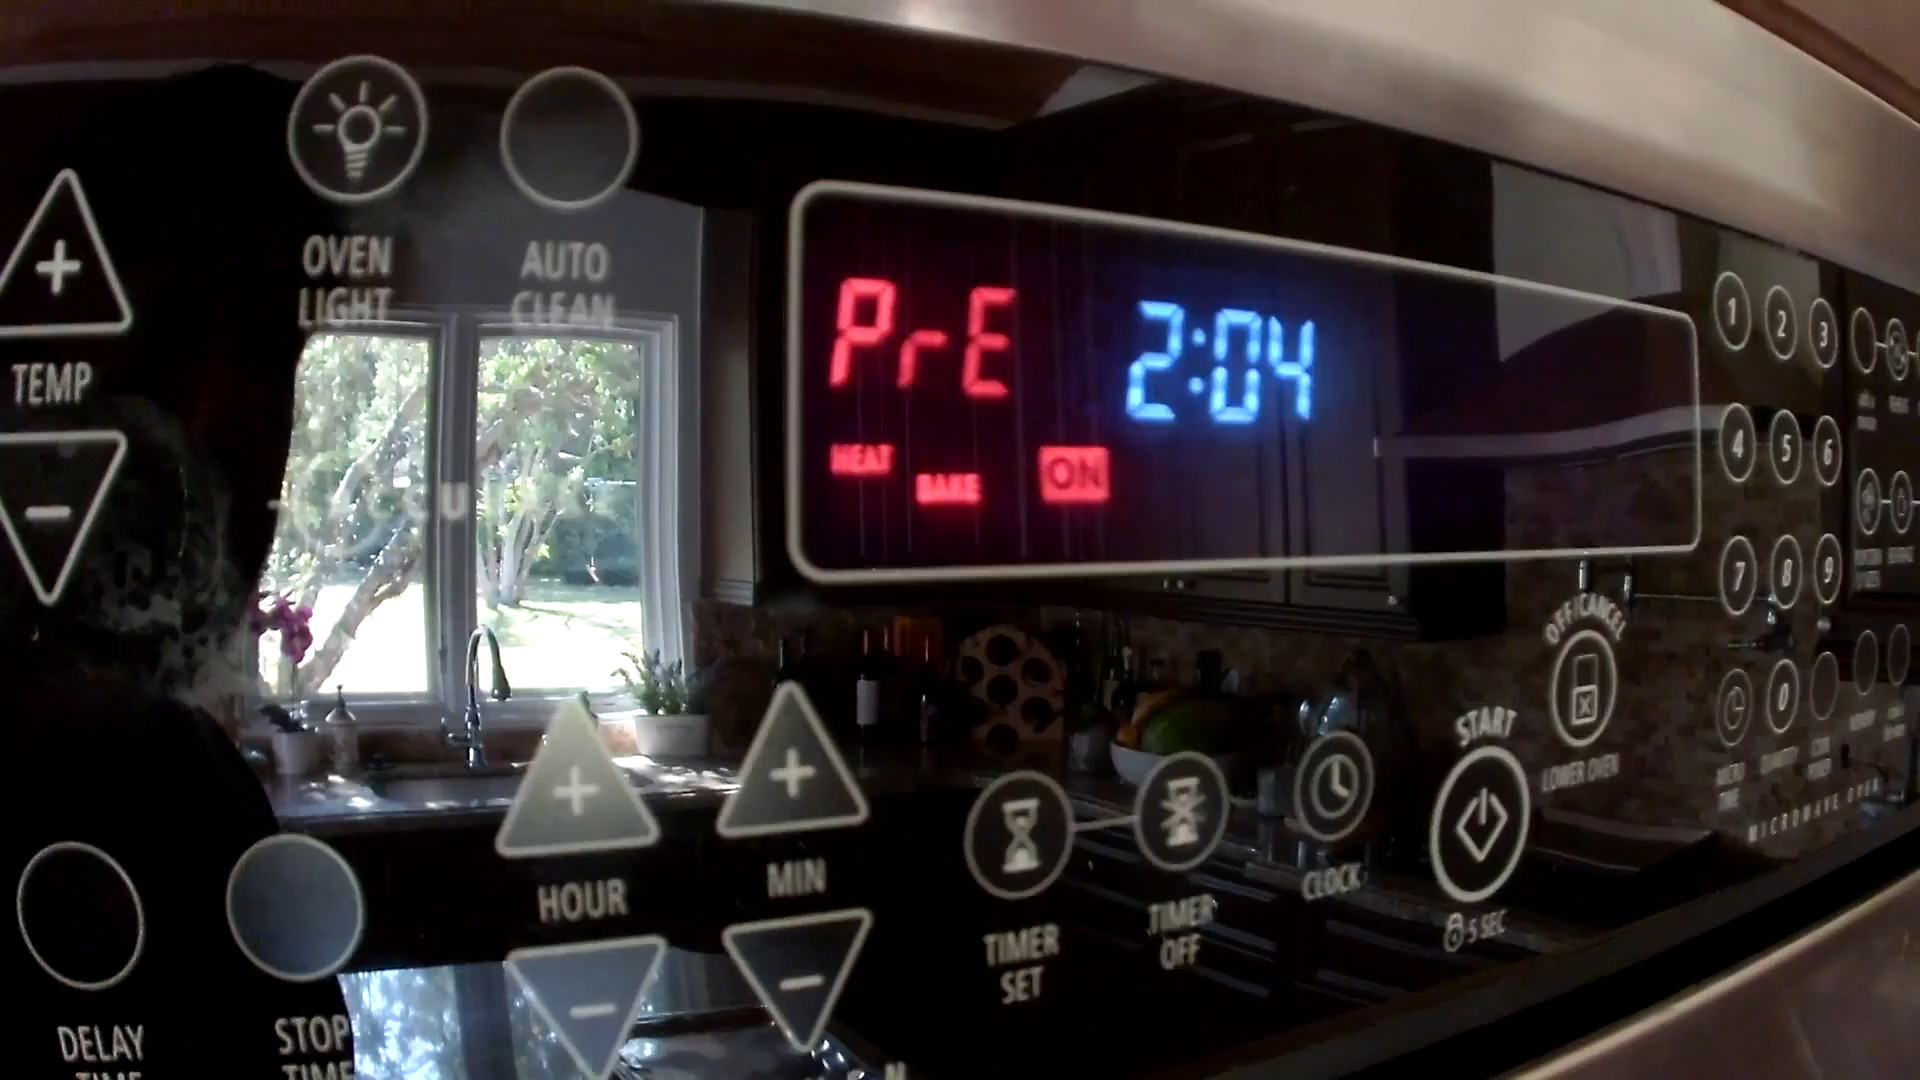 OVEN
LIGHT
AUTO
CLEAN
TEMP
PrE
2:04
HEAT
BAKE
ON
1 2 3
4 5 6
7 8 9
0
OFF/CANCEL
LOWER OVEN
START
5 SEC
CLOCK
TIMER
OFF
TIMER
SET
MIN
HOUR
STOP
TIME
DELAY
TIME
MICROWAVE OVEN